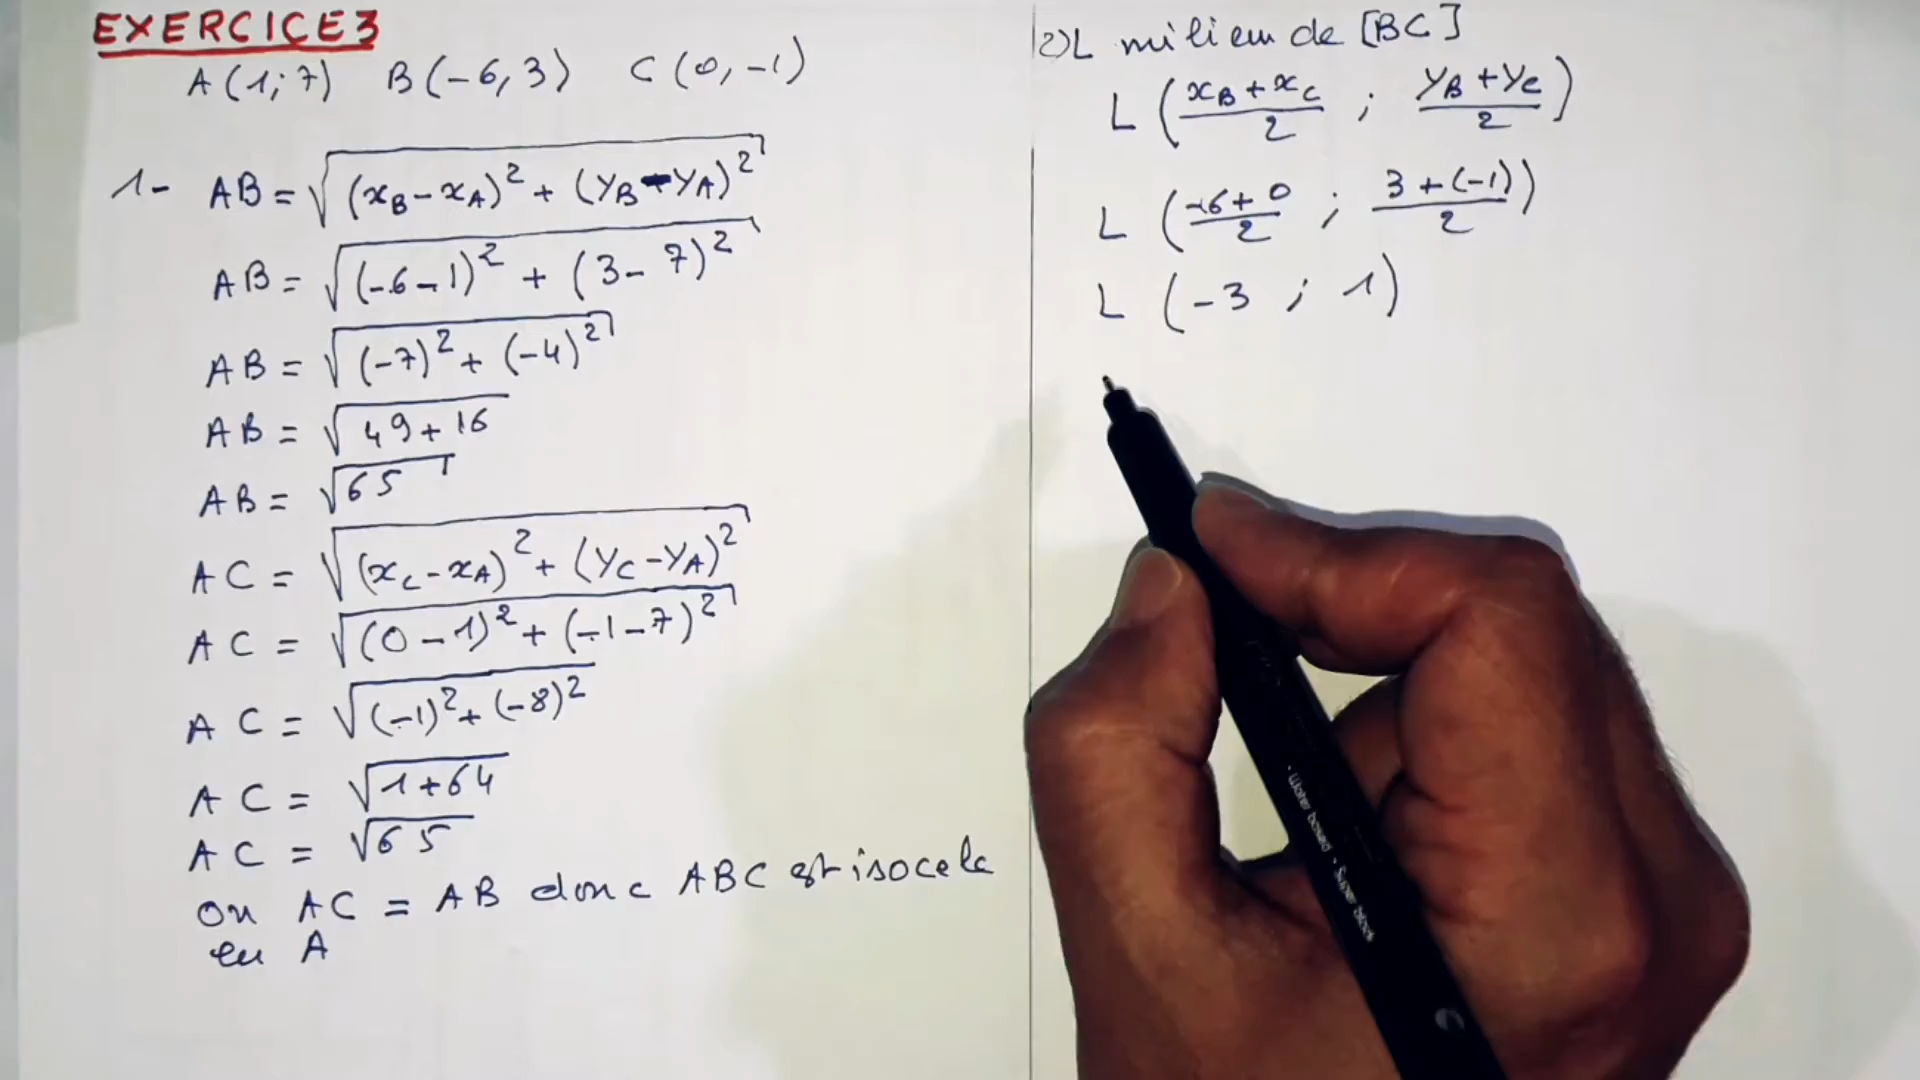 EXERCICE 3
A(1;7) B(-6,3) C(0,-1)
1- AB = √((x_B - x_A)² + (y_B - y_A)²)
AB = √((-6-1)² + (3-7)²)
AB = √((-7)² + (-4)²)
AB = √(49+16)
AB = √65
AC = √((x_C - x_A)² + (y_C - y_A)²)
AC = √((0-1)² + (-1-7)²)
AC = √((-1)² + (-8)²)
AC = √(1+64)
AC = √65
On AC = AB donc ABC est isocele
en A
2) L milieu de [BC]
L ((x_B + x_C)/2 ; (y_B + y_C)/2)
L ((-6+0)/2 ; (3+(-1))/2)
L (-3 ; 1)